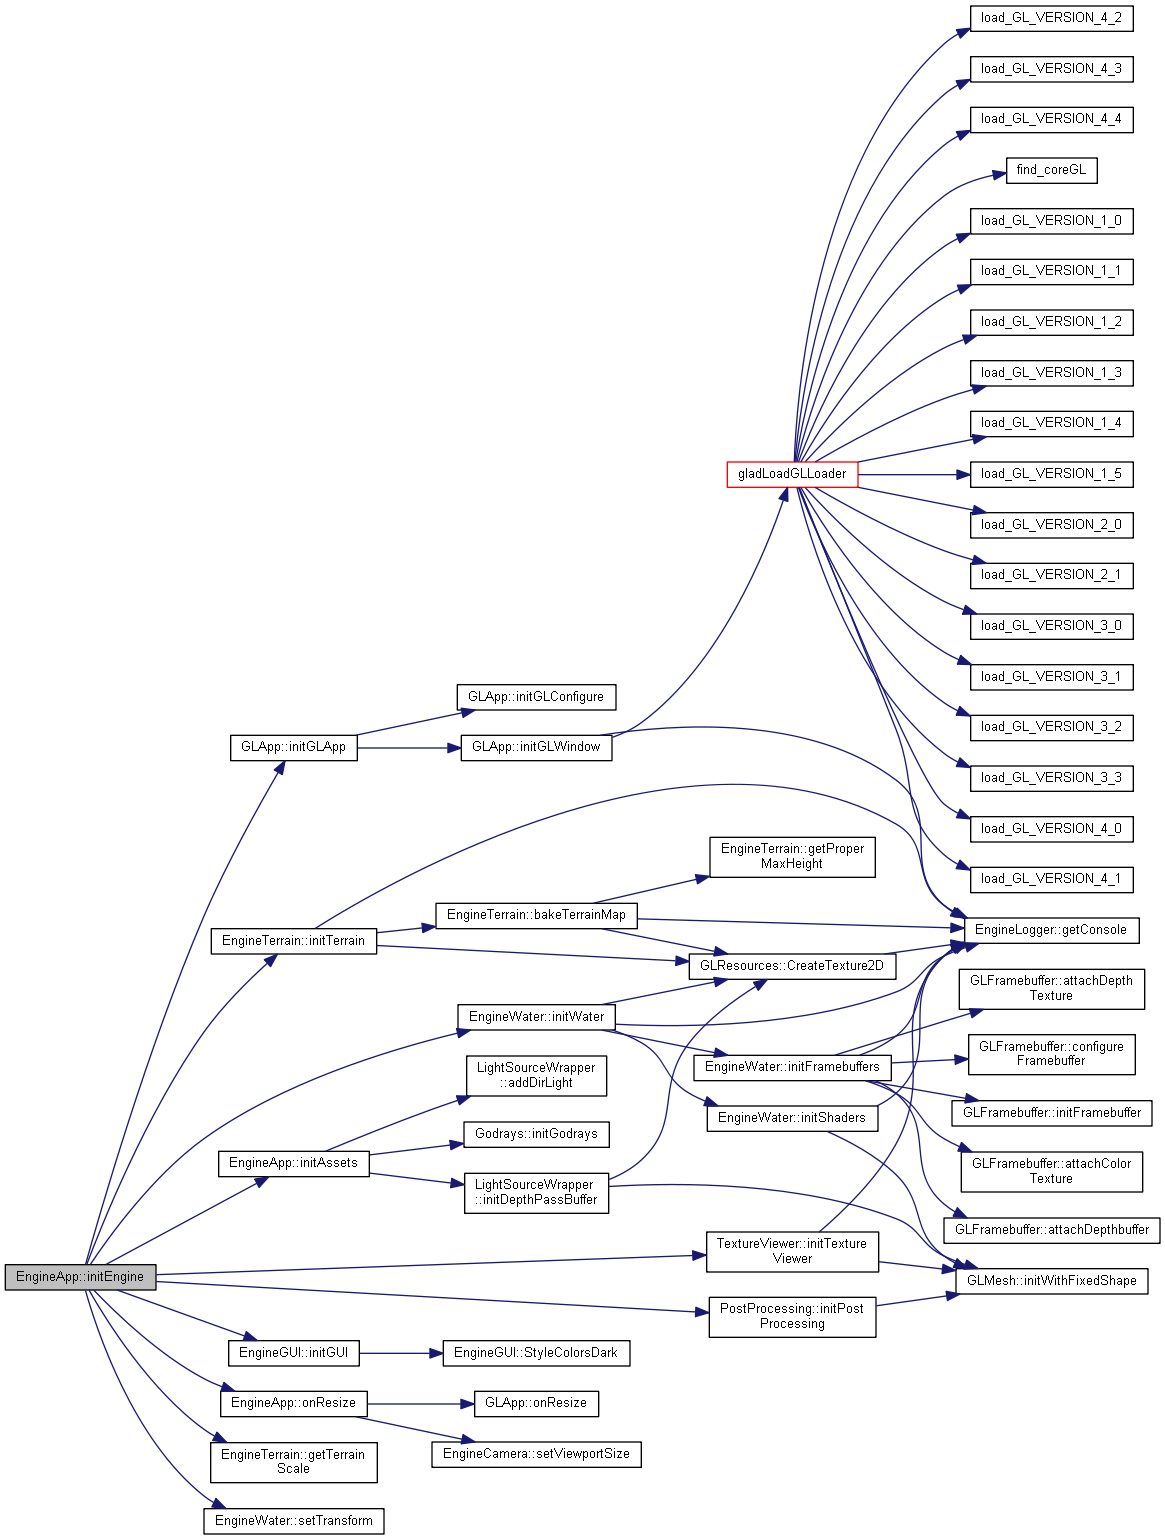 load_GL_VERSION_4_2
load_GL_VERSION_4_3
load_GL_VERSION_4_4
find_coreGL
load_GL_VERSION_1_0
load_GL_VERSION_1_1
load_GL_VERSION_1_2
load_GL_VERSION_1_3
load_GL_VERSION_1_4
gladLoadGLLoader
load_GL_VERSION_1_5
load_GL_VERSION_2_0
load_GL_VERSION_2_1
load_GL_VERSION_3_0
load_GL_VERSION_3_1
GLApp::initGLConfigure
load_GL_VERSION_3_2
GLApp::initGLApp
GLApp::initGLWindow
load_GL_VERSION_3_3
load_GL_VERSION_4_0
EngineTerrain::getProper
MaxHeight
load_GL_VERSION_4_1
EngineTerrain::bakeTerrainMap
EngineLogger::getConsole
EngineTerrain::initTerrain
GLResources::CreateTexture2D
GLFramebuffer::attachDepth
Texture
EngineWater::initWater
GLFramebuffer::configure
Framebuffer
LightSourceWrapper
::addDirLight
EngineWater::initFramebuffers
GLFramebuffer::initFramebuffer
EngineWater::initShaders
Godrays::initGodrays
EngineApp::initAssets
GLFramebuffer::attachColor
Texture
LightSourceWrapper
::initDepthPassBuffer
GLFramebuffer::attachDepthbuffer
TextureViewer::initTexture
Viewer
EngineApp::initEngine
GLMesh::initWithFixedShape
PostProcessing::initPost
Processing
EngineGUI::initGUI
EngineGUI::StyleColorsDark
EngineApp::onResize
GLApp::onResize
EngineTerrain::getTerrain
Scale
EngineCamera::setViewportSize
EngineWater::setTransform